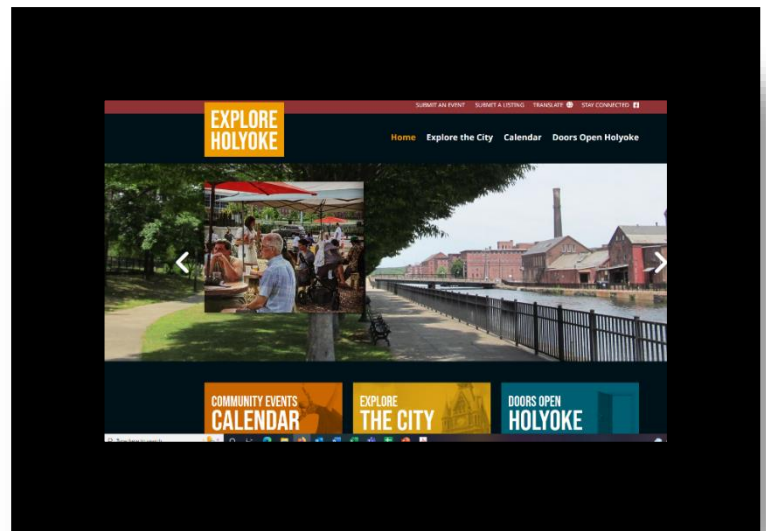 SUBMIT AN EVENT SUBMIT A LISTING TRANSLATE STAY CONNECTED
EXPLORE
HOLYOKE
Home Explore the City Calendar Doors Open Holyoke
COMMUNITY EVENTS
CALENDAR
EXPLORE
THE CITY
DOORS OPEN
HOLYOKE